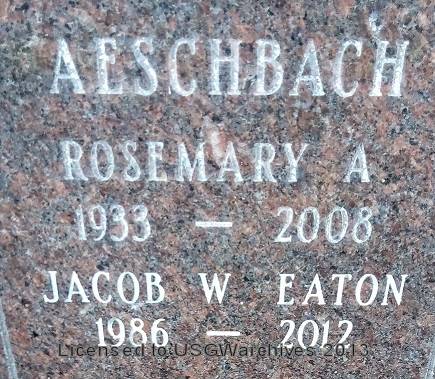 AESCHBACH
ROSEMARY A
1933 — 2008
JACOB W EATON
1986 — 2012
Licensed to:USGWarchives 2013